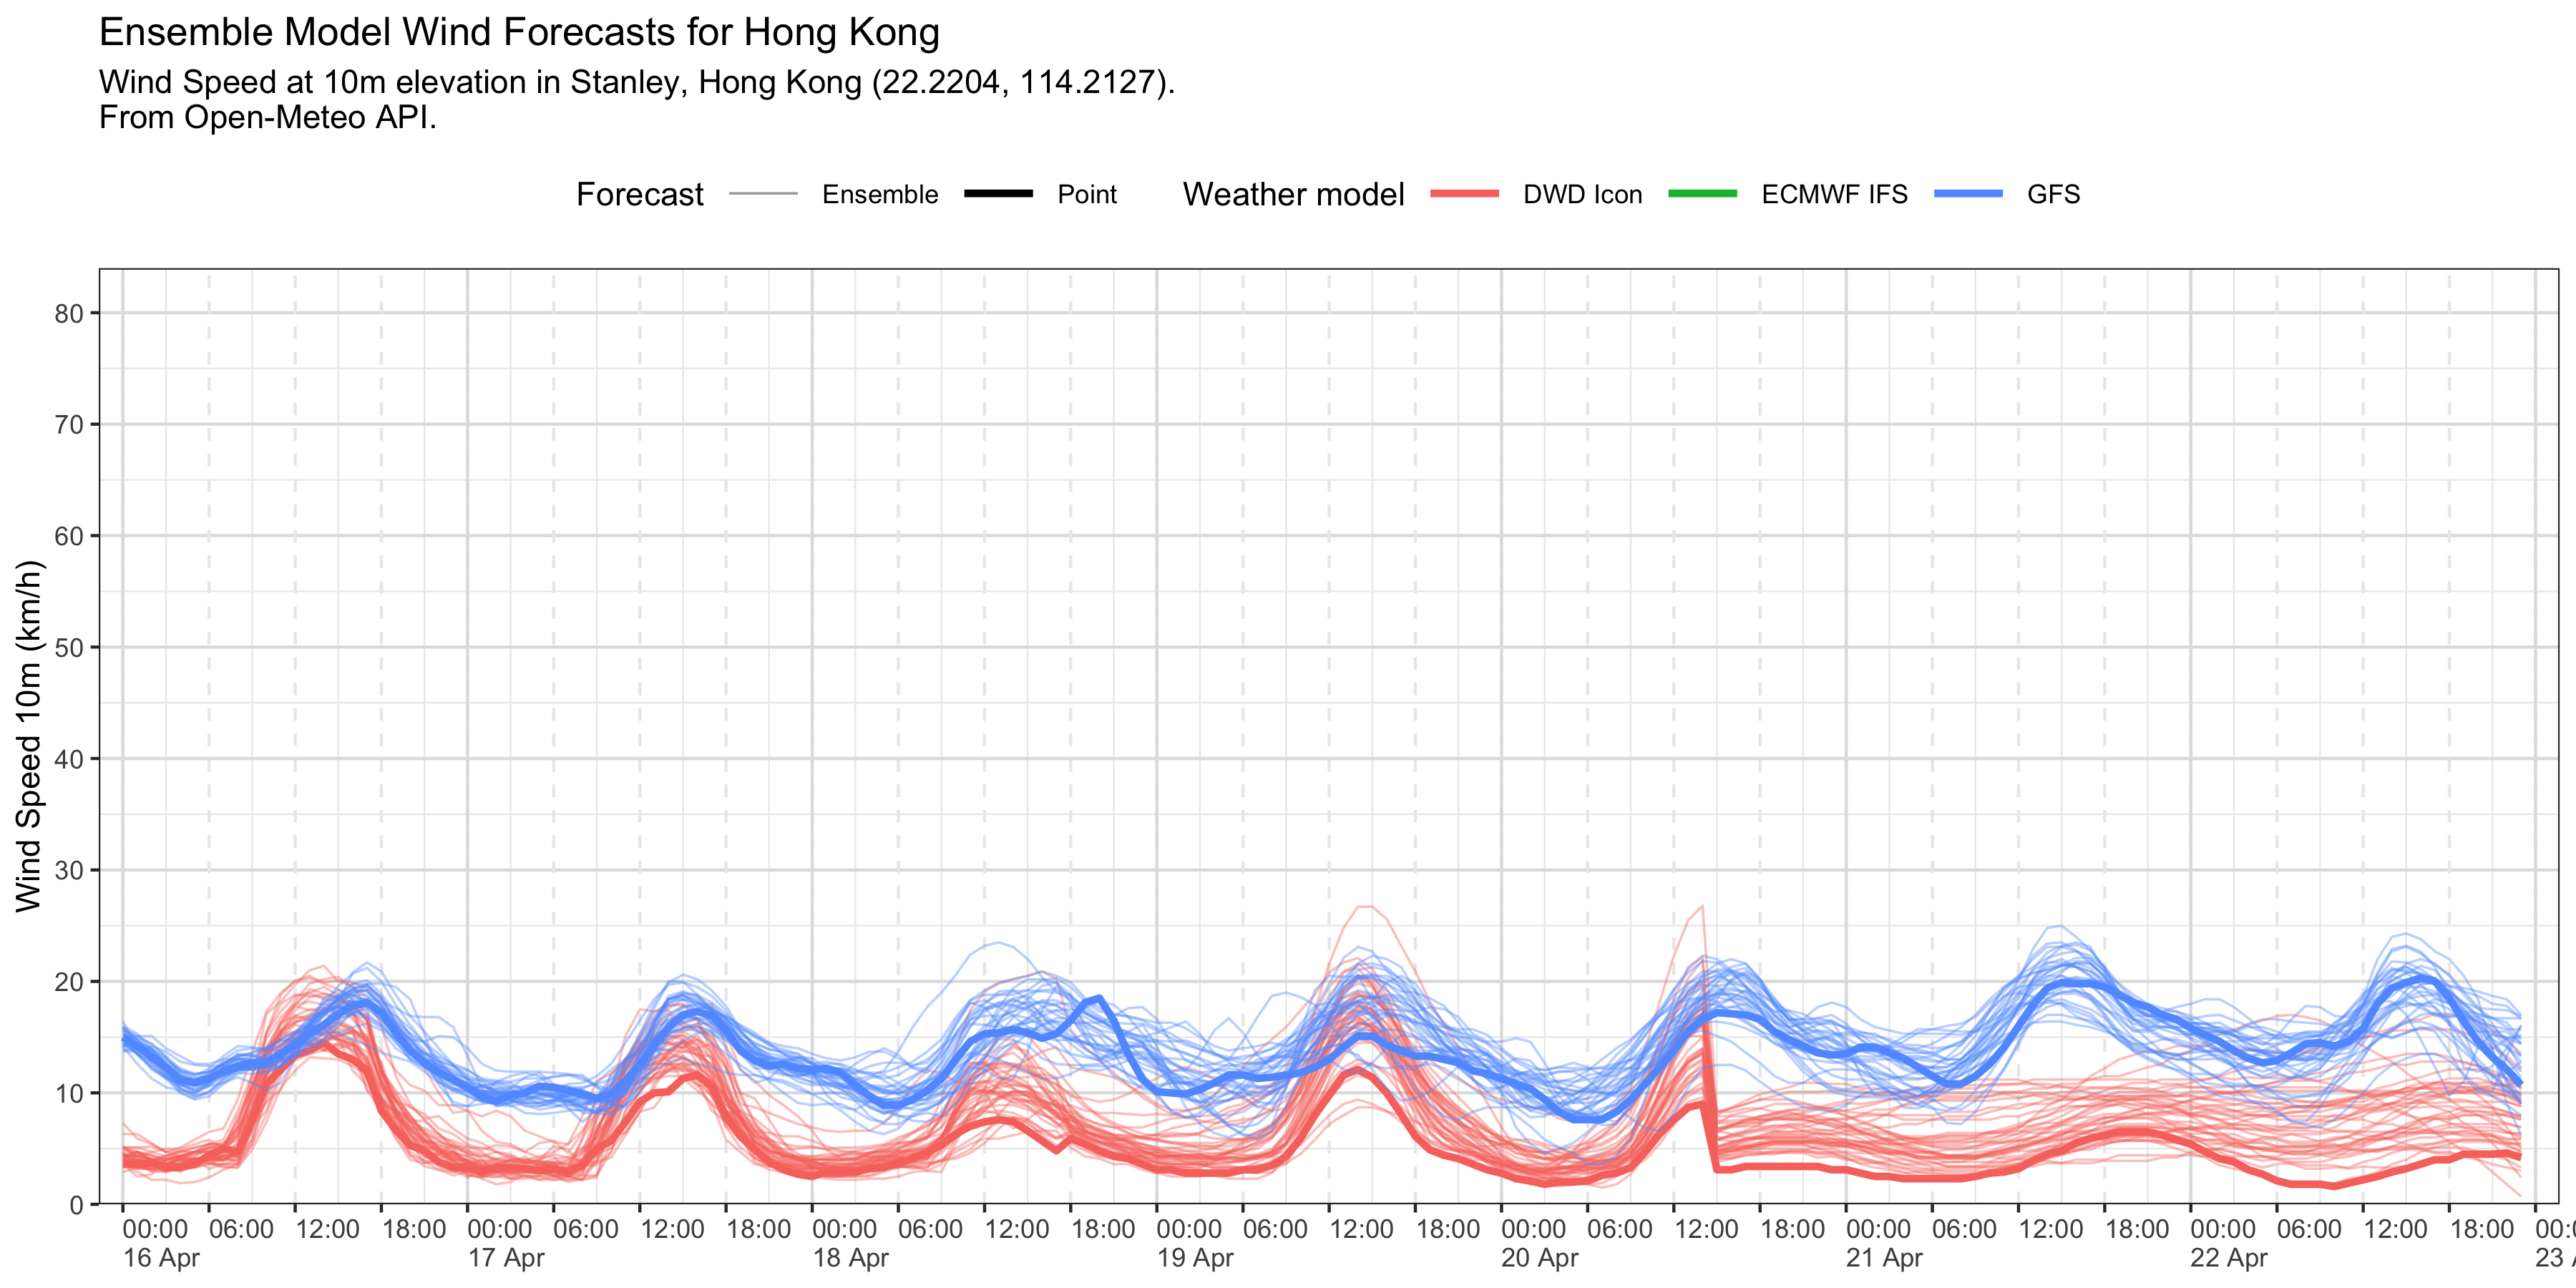 Ensemble Model Wind Forecasts for Hong Kong
Wind Speed at 10m elevation in Stanley, Hong Kong (22.2204, 114.2127).
From Open-Meteo API.
Forecast Ensemble Point Weather model DWD Icon ECMWF IFS GFS
Wind Speed 10m (km/h)
80
70
60
50
40
30
20
10
0
00:00 06:00 12:00 18:00 00:00 06:00 12:00 18:00 00:00 06:00 12:00 18:00 00:00 06:00 12:00 18:00 00:00 06:00 12:00 18:00 00:00 06:00 12:00 18:00 00:00 06:00 12:00 18:00 00:0
16 Apr 17 Apr 18 Apr 19 Apr 20 Apr 21 Apr 22 Apr 23